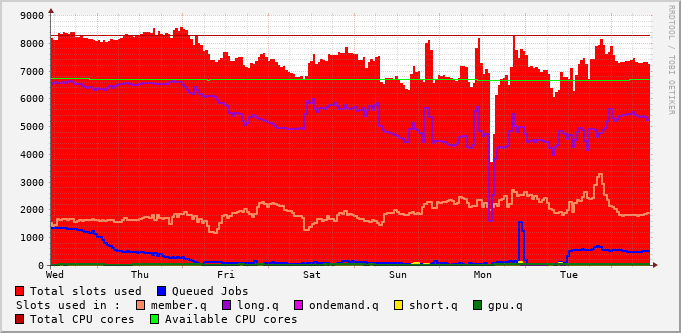 9000
8000
7000
6000
5000
4000
3000
2000
1000
0
Wed Thu Fri Sat Sun Mon Tue
RRDTOOL / TOBI OETIKER
Total slots used Queued Jobs
Slots used in : member.q long.q ondemand.q short.q gpu.q
Total CPU cores Available CPU cores